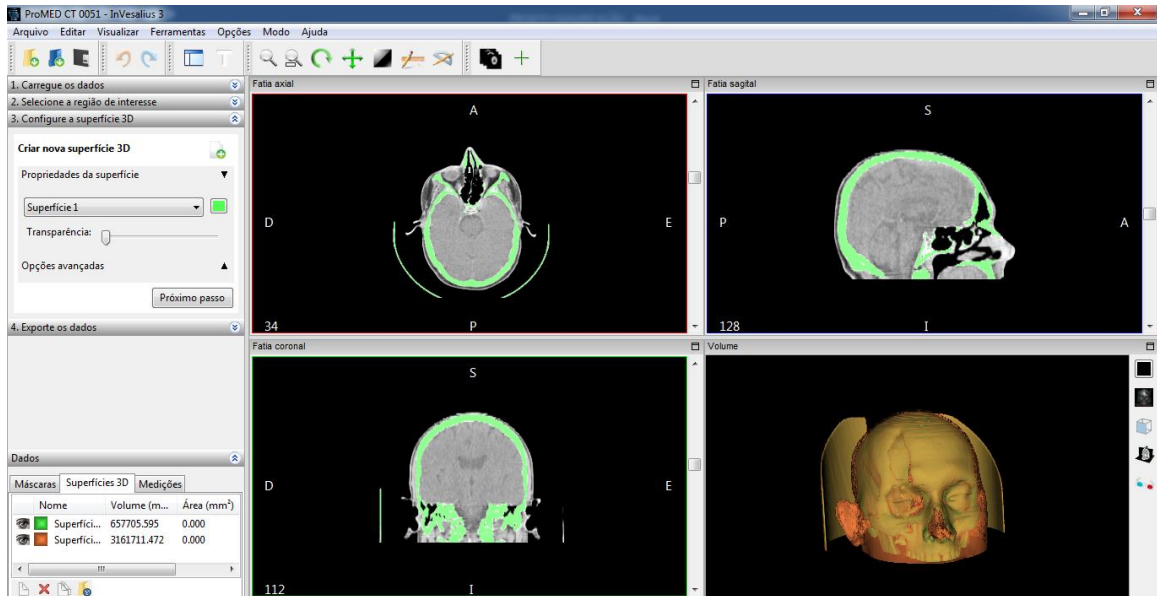 ProMED CT 0051 - InVesalius 3
Arquivo Editar Visualizar Ferramentas Opções Modo Ajuda
1. Carregue os dados
2. Selecione a região de interesse
3. Configure a superfície 3D
Criar nova superfície 3D
Propriedades da superfície
Superfície 1
Transparência:
Opções avançadas
Próximo passo
4. Exporte os dados
Dados
Máscaras Superfícies 3D Medições
Nome Volume (m... Área (mm²)
Superfíci... 657705.595 0.000
Superfíci... 3161711.472 0.000
Fatia axial
A
D E
34 P
Fatia sagital
S
P A
128 I
Fatia coronal
S
D E
112 I
Volume